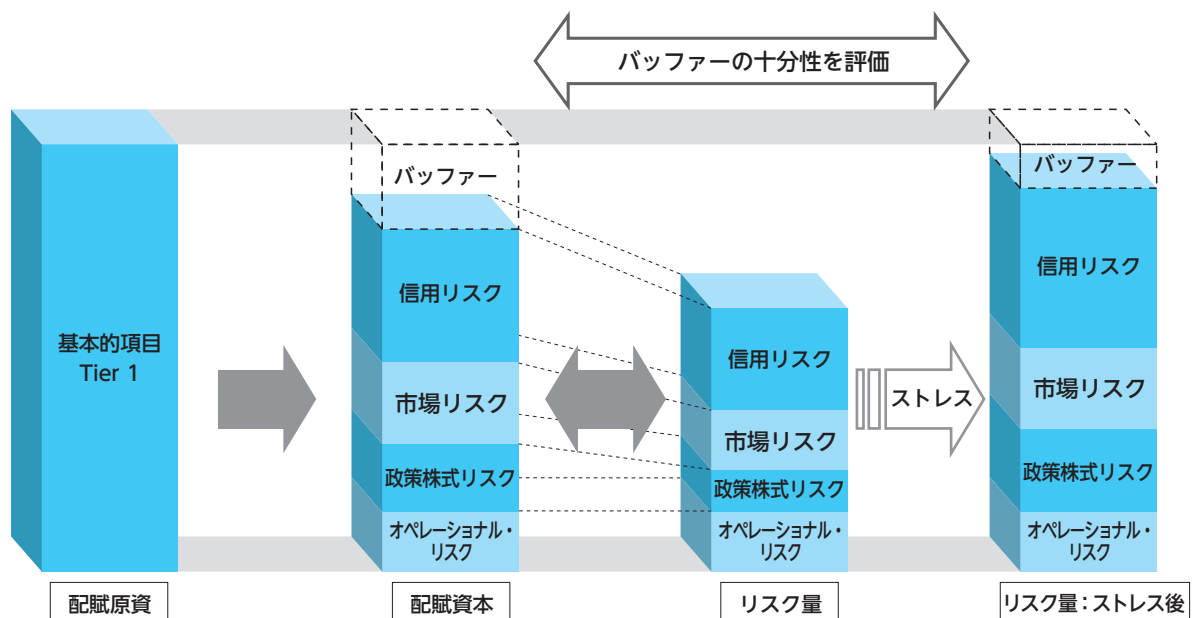 バッファーの十分性を評価
基本的項目
Tier 1
配賦原資
バッファー
信用リスク
市場リスク
政策株式リスク
オペレーショナル・
リスク
配賦資本
信用リスク
市場リスク
政策株式リスク
オペレーショナル・
リスク
リスク量
ストレス
バッファー
信用リスク
市場リスク
政策株式リスク
オペレーショナル・
リスク
リスク量：ストレス後